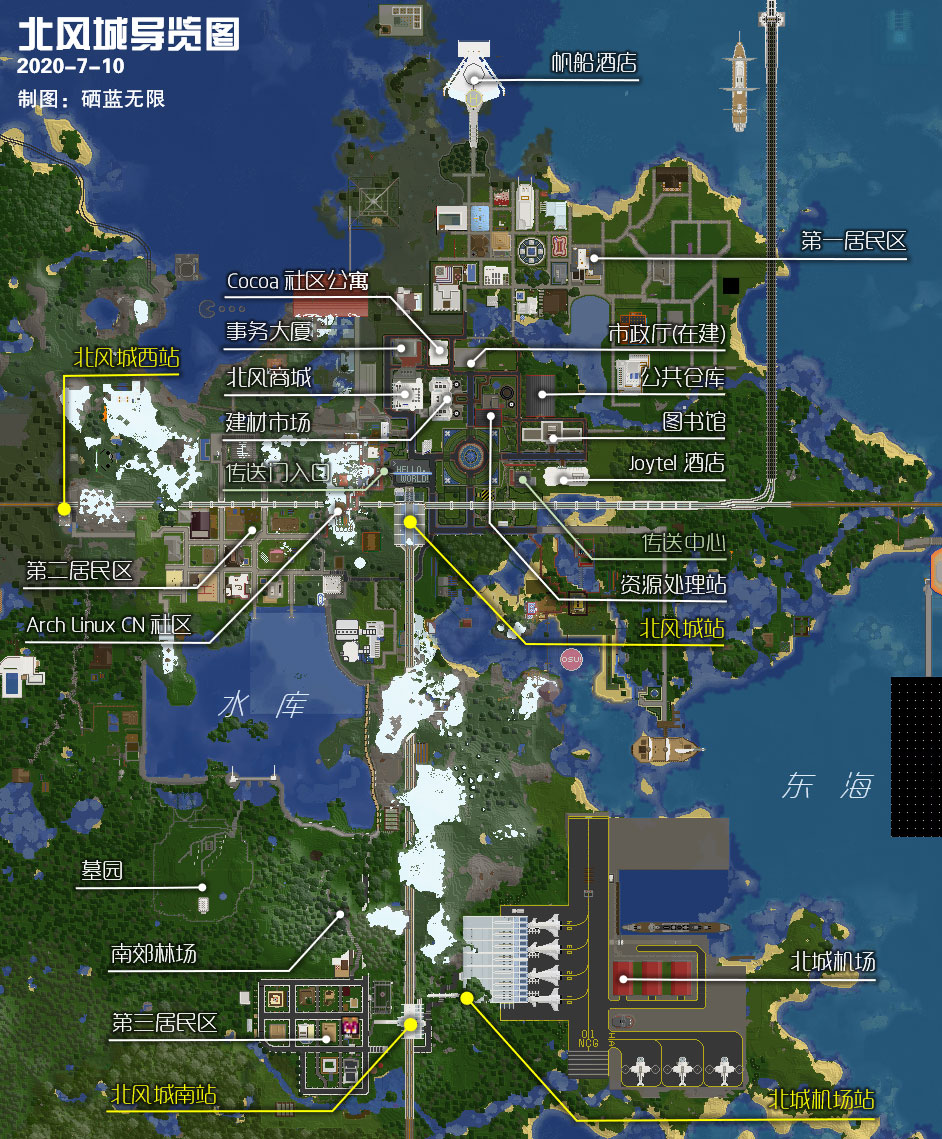 北风城导览图
2020-7-10
制图：硒蓝无限
帆船酒店
第一居民区
Cocoa 社区公寓
事务大厦
市政厅(在建)
北风城西站
北风商城
公共仓库
建材市场
图书馆
传送门入口
HELLO,
WORLD!
Joytel 酒店
传送中心
第二居民区
资源处理站
Arch Linux CN 社区
北风城站
OSU!
水 库
东 海
墓园
南郊林场
北城机场
第三居民区
01
NCG
北风城南站
北城机场站